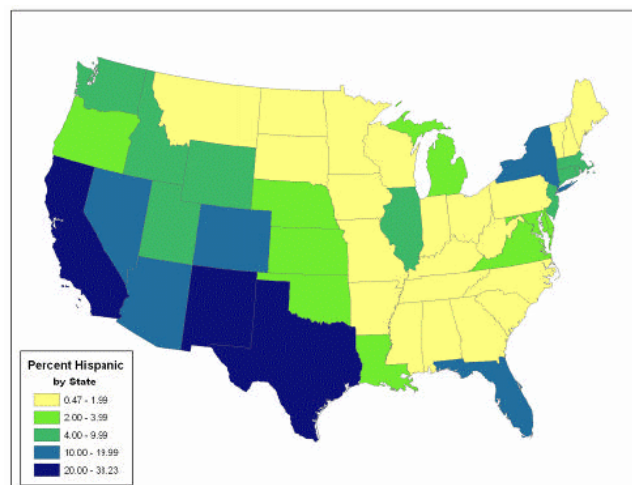 Percent Hispanic
by State
0.47 - 1.99
2.00 - 3.99
4.00 - 9.99
10.00 - 19.99
20.00 - 38.23